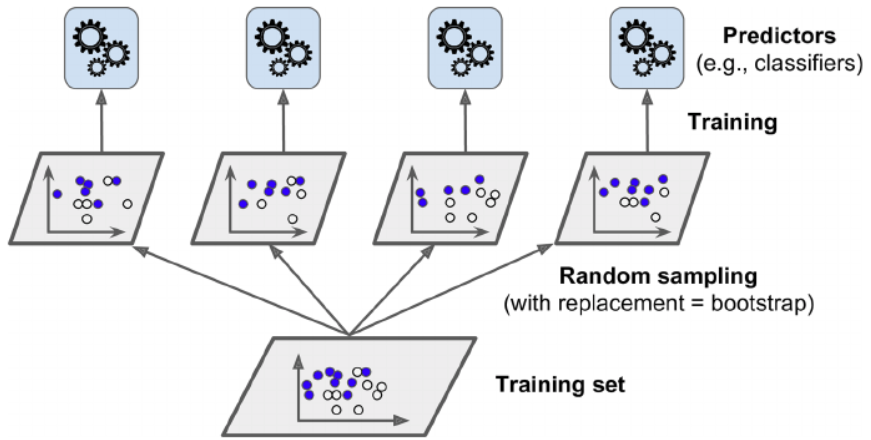 Predictors
(e.g., classifiers)
Training
Random sampling
(with replacement = bootstrap)
Training set